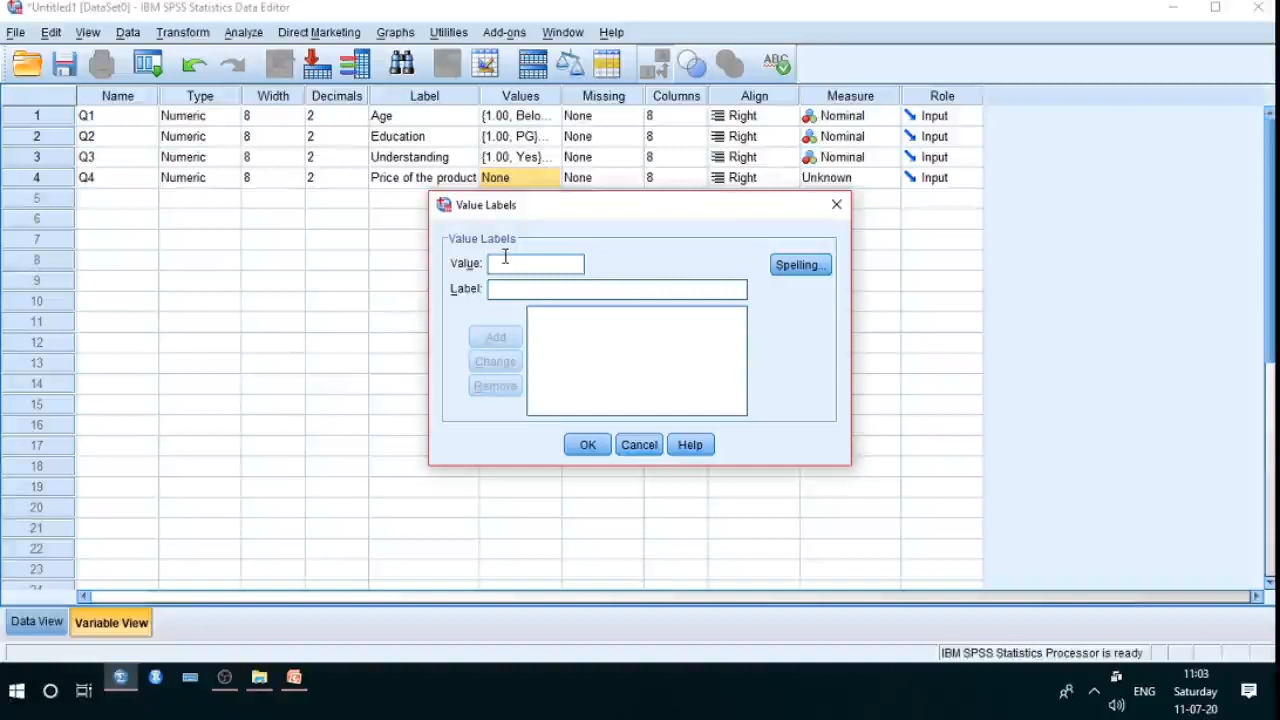 *Untitled1 [DataSet0] - IBM SPSS Statistics Data Editor
File Edit View Data Transform Analyze Direct Marketing Graphs Utilities Add-ons Window Help
ABC
Name Type Width Decimals Label Values Missing Columns Align Measure Role
1 Q1 Numeric 8 2 Age {1.00, Belo... None 8 Right Nominal Input
2 Q2 Numeric 8 2 Education {1.00, PG}... None 8 Right Nominal Input
3 Q3 Numeric 8 2 Understanding {1.00, Yes}... None 8 Right Nominal Input
4 Q4 Numeric 8 2 Price of the product None None 8 Right Unknown Input
5
6
7
8
9
10
11
12
13
14
15
16
17
18
19
20
21
22
23
24
Value Labels
Value Labels
Value:
Spelling...
Label:
Add
Change
Remove
OK Cancel Help
Data View Variable View
IBM SPSS Statistics Processor is ready
11:03
ENG Saturday
11-07-20